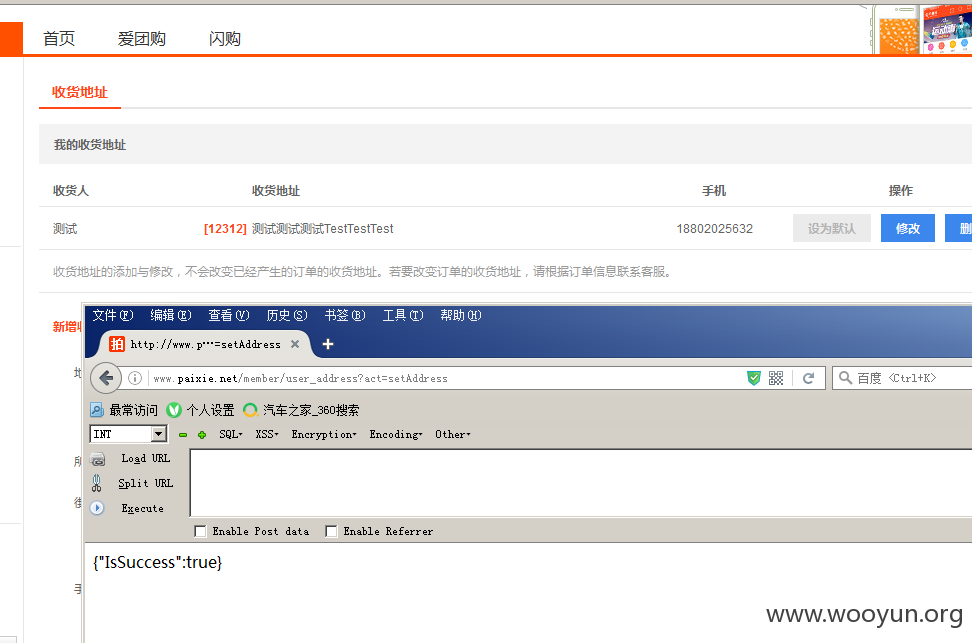 首页 爱团购 闪购
收货地址
我的收货地址
收货人 收货地址 手机 操作
测试 [12312] 测试测试测试TestTestTest 18802025632 设为默认 修改
收货地址的添加与修改，不会改变已经产生的订单的收货地址。若要改变订单的收货地址，请根据订单信息联系客服。
新增
文件(F) 编辑(E) 查看(V) 历史(S) 书签(B) 工具(T) 帮助(H)
拍 http://www.p···=setAddress × +
www.paixie.net/member/user_address?act=setAddress 百度 <Ctrl+K>
最常访问 个人设置 汽车之家_360搜索
INT SQL▾ XSS▾ Encryption▾ Encoding▾ Other▾
Load URL
Split URL
Execute
Enable Post data Enable Referrer
{"IsSuccess":true}
www.wooyun.org